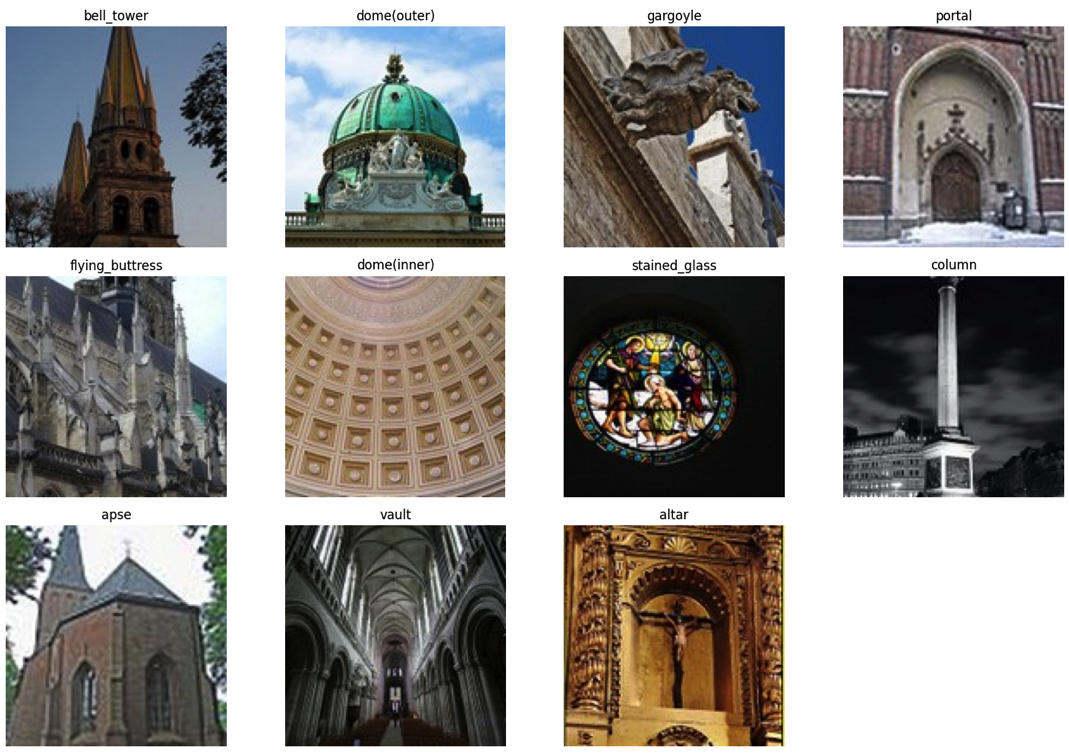 bell_tower
dome(outer)
gargoyle
portal
flying_buttress
dome(inner)
stained_glass
column
apse
vault
altar